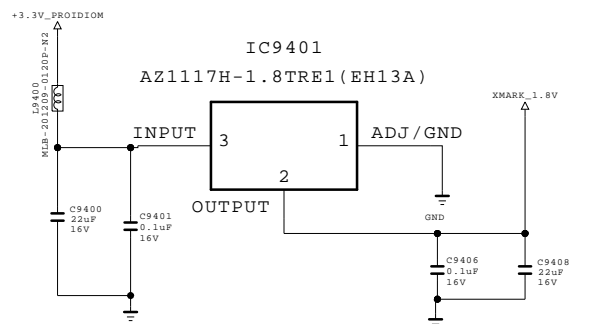 +3.3V_PROIDIOM
IC9401
AZ1117H-1.8TRE1(EH13A)
L9400
MLB-201209-0120P-N2
XMARK_1.8V
INPUT
3
1
ADJ/GND
2
OUTPUT
GND
C9400
22uF
16V
C9401
0.1uF
16V
C9406
0.1uF
16V
C9408
22uF
16V